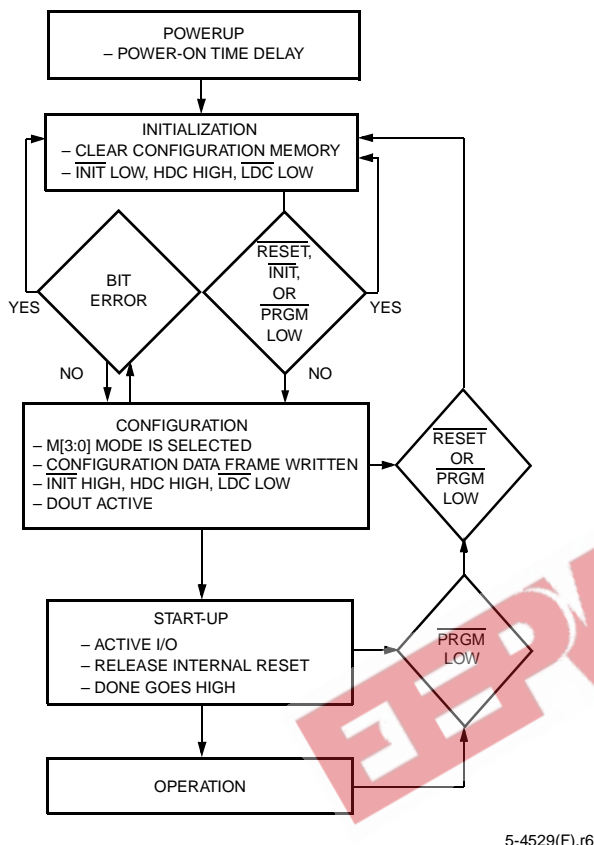 POWERUP
– POWER-ON TIME DELAY
INITIALIZATION
– CLEAR CONFIGURATION MEMORY
– INIT LOW, HDC HIGH, LDC LOW
BIT
ERROR
YES
NO
RESET,
INIT,
OR
PRGM
LOW
YES
NO
CONFIGURATION
– M[3:0] MODE IS SELECTED
– CONFIGURATION DATA FRAME WRITTEN
– INIT HIGH, HDC HIGH, LDC LOW
– DOUT ACTIVE
RESET
OR
PRGM
LOW
START-UP
– ACTIVE I/O
– RELEASE INTERNAL RESET
– DONE GOES HIGH
PRGM
LOW
OPERATION
5-4529(F).r6